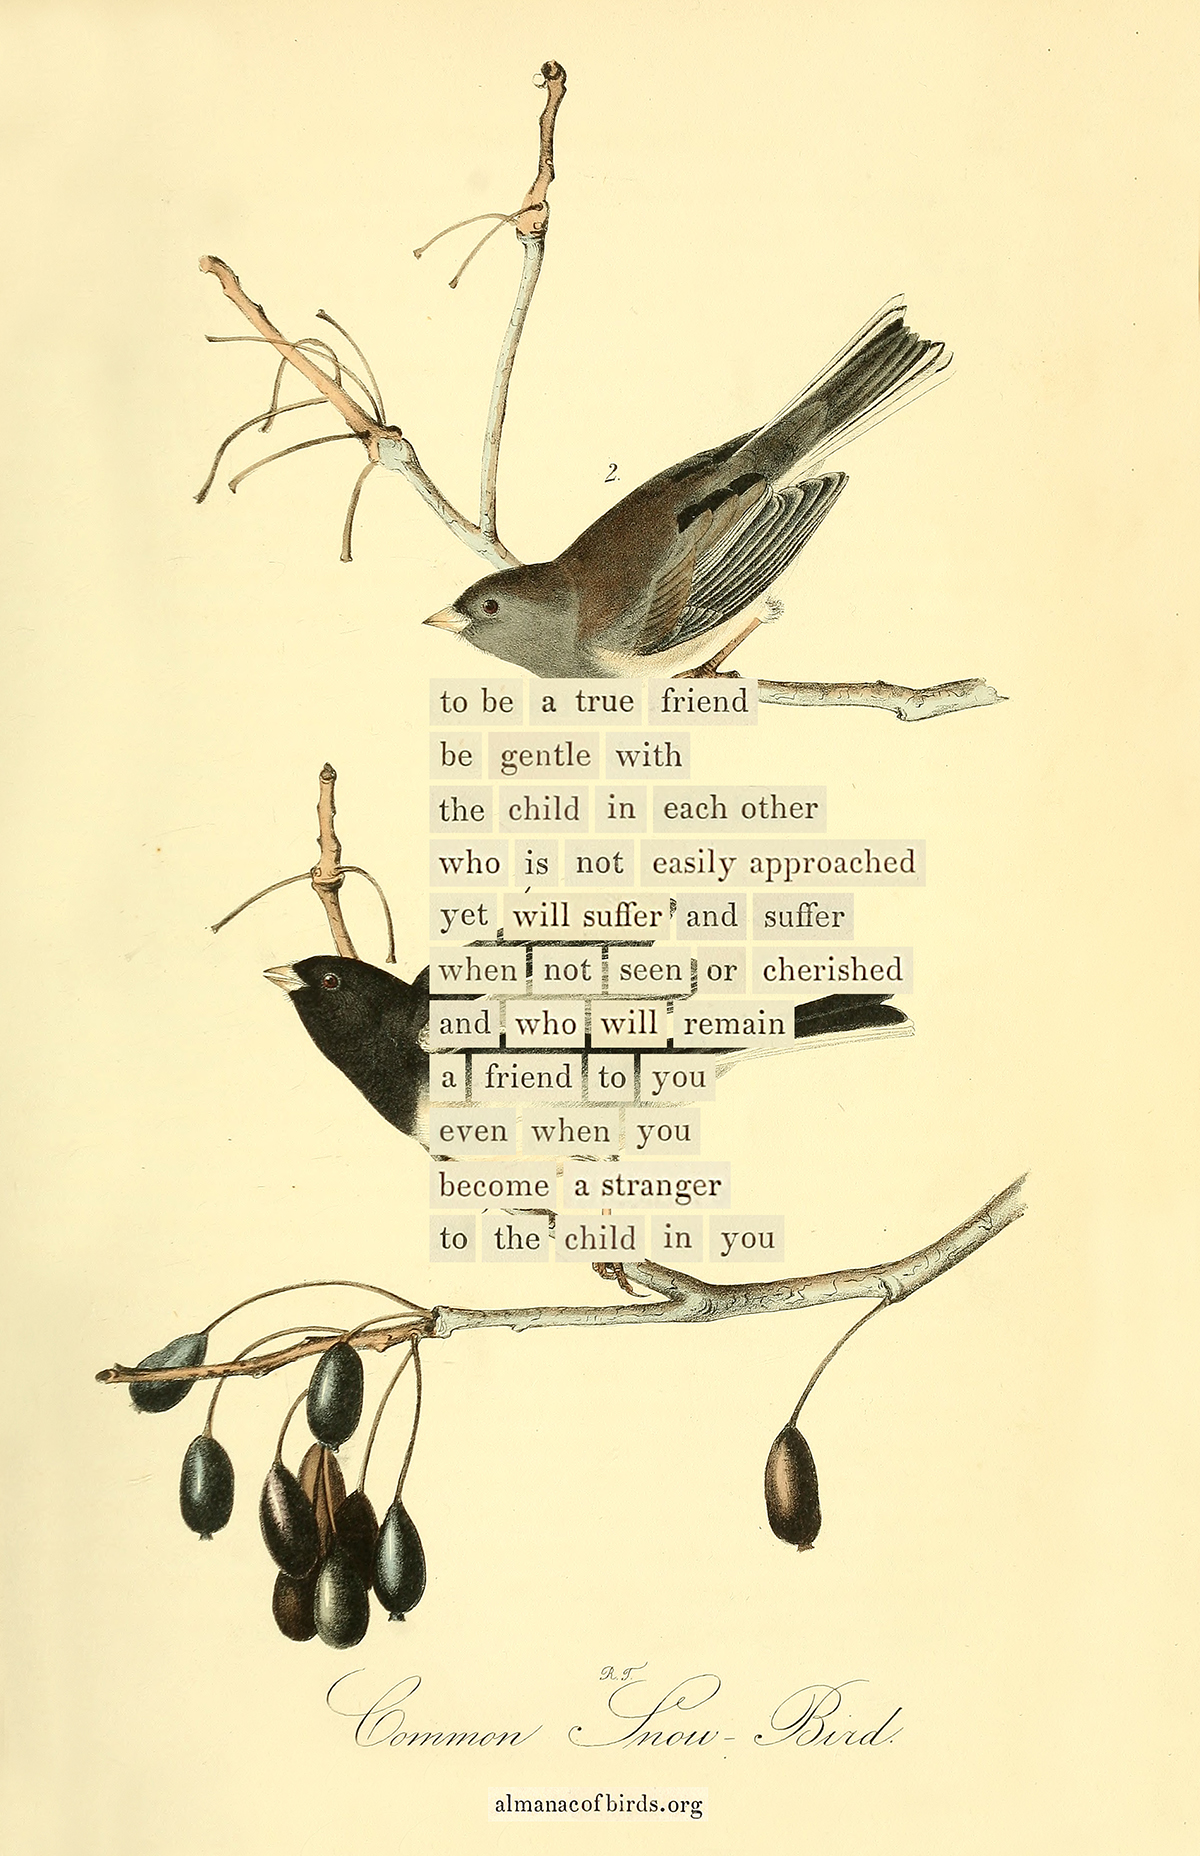 2.
to be a true friend
be gentle with
the child in each other
who is not easily approached
yet will suffer and suffer
when not seen or cherished
and who will remain
a friend to you
even when you
become a stranger
to the child in you
R. T.
Common Snow-Bird.
almanacofbirds.org